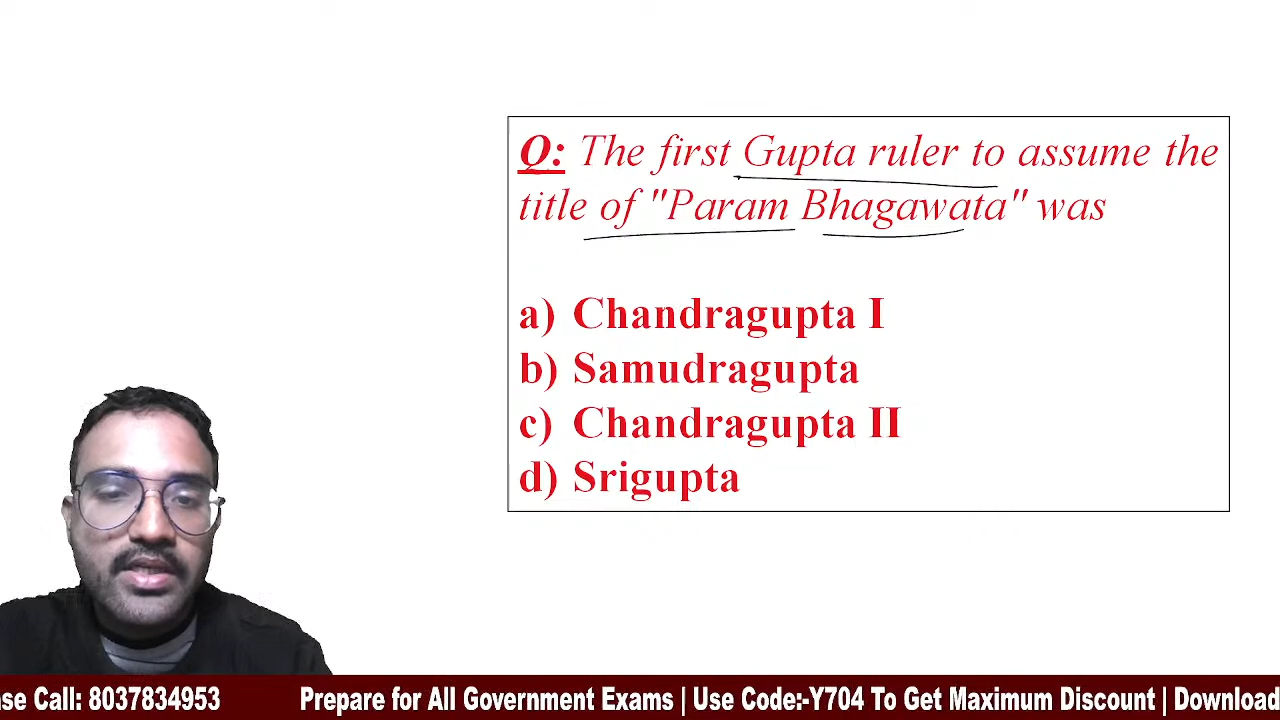 Q: The first Gupta ruler to assume the
title of "Param Bhagawata" was
a) Chandragupta I
b) Samudragupta
c) Chandragupta II
d) Srigupta
se Call: 8037834953 Prepare for All Government Exams | Use Code:-Y704 To Get Maximum Discount | Download